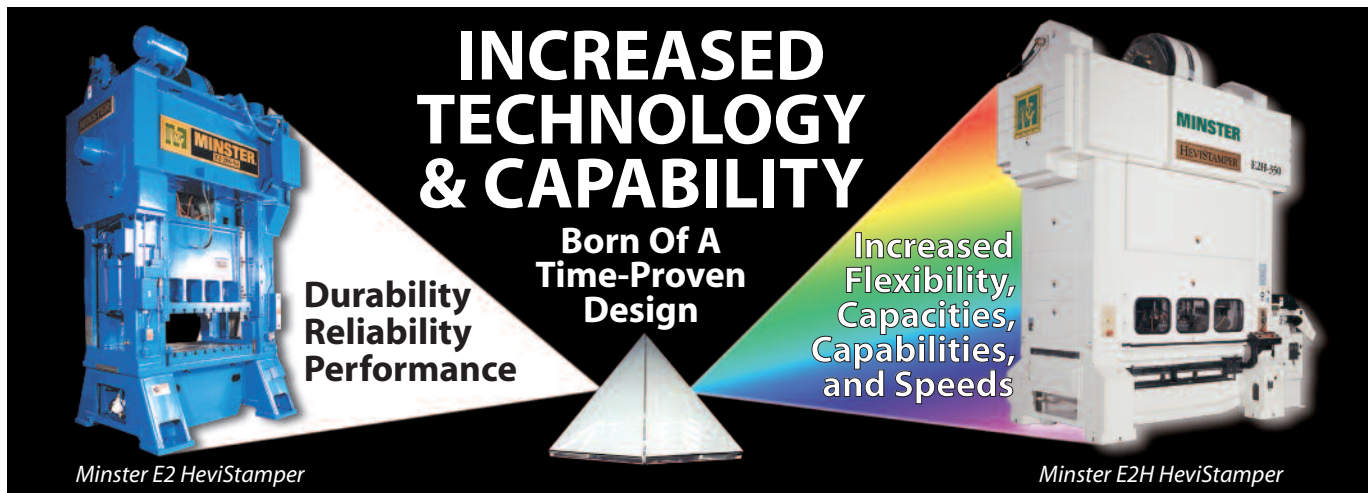 INCREASED
TECHNOLOGY
& CAPABILITY
Born Of A
Time-Proven
Design
Durability
Reliability
Performance
Increased
Flexibility,
Capacities,
Capabilities,
and Speeds
MINSTER
MINSTER
MINSTER
HEVISTAMPER
E2H-350
Minster E2 HeviStamper
Minster E2H HeviStamper